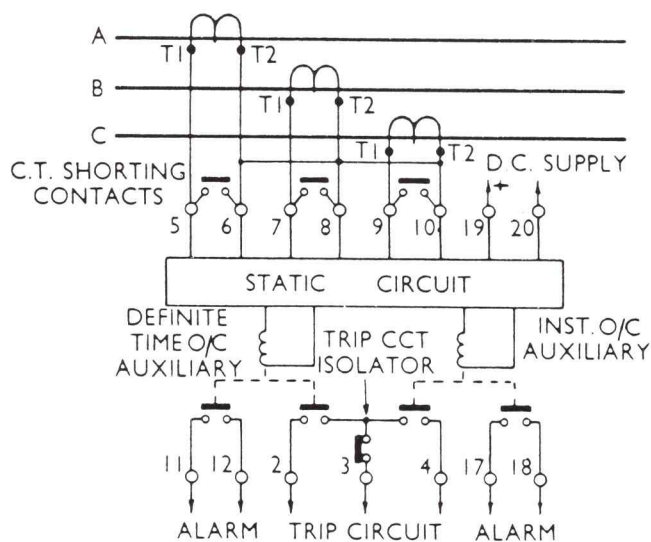 A
T1 T2
B
T1 T2
C
T1 T2
C.T. SHORTING
CONTACTS
D.C. SUPPLY
+
5 6 7 8 9 10 19 20
STATIC CIRCUIT
DEFINITE
TIME O/C
AUXILIARY
TRIP CCT
ISOLATOR
INST. O/C
AUXILIARY
11 12 2 3 4 17 18
ALARM TRIP CIRCUIT ALARM